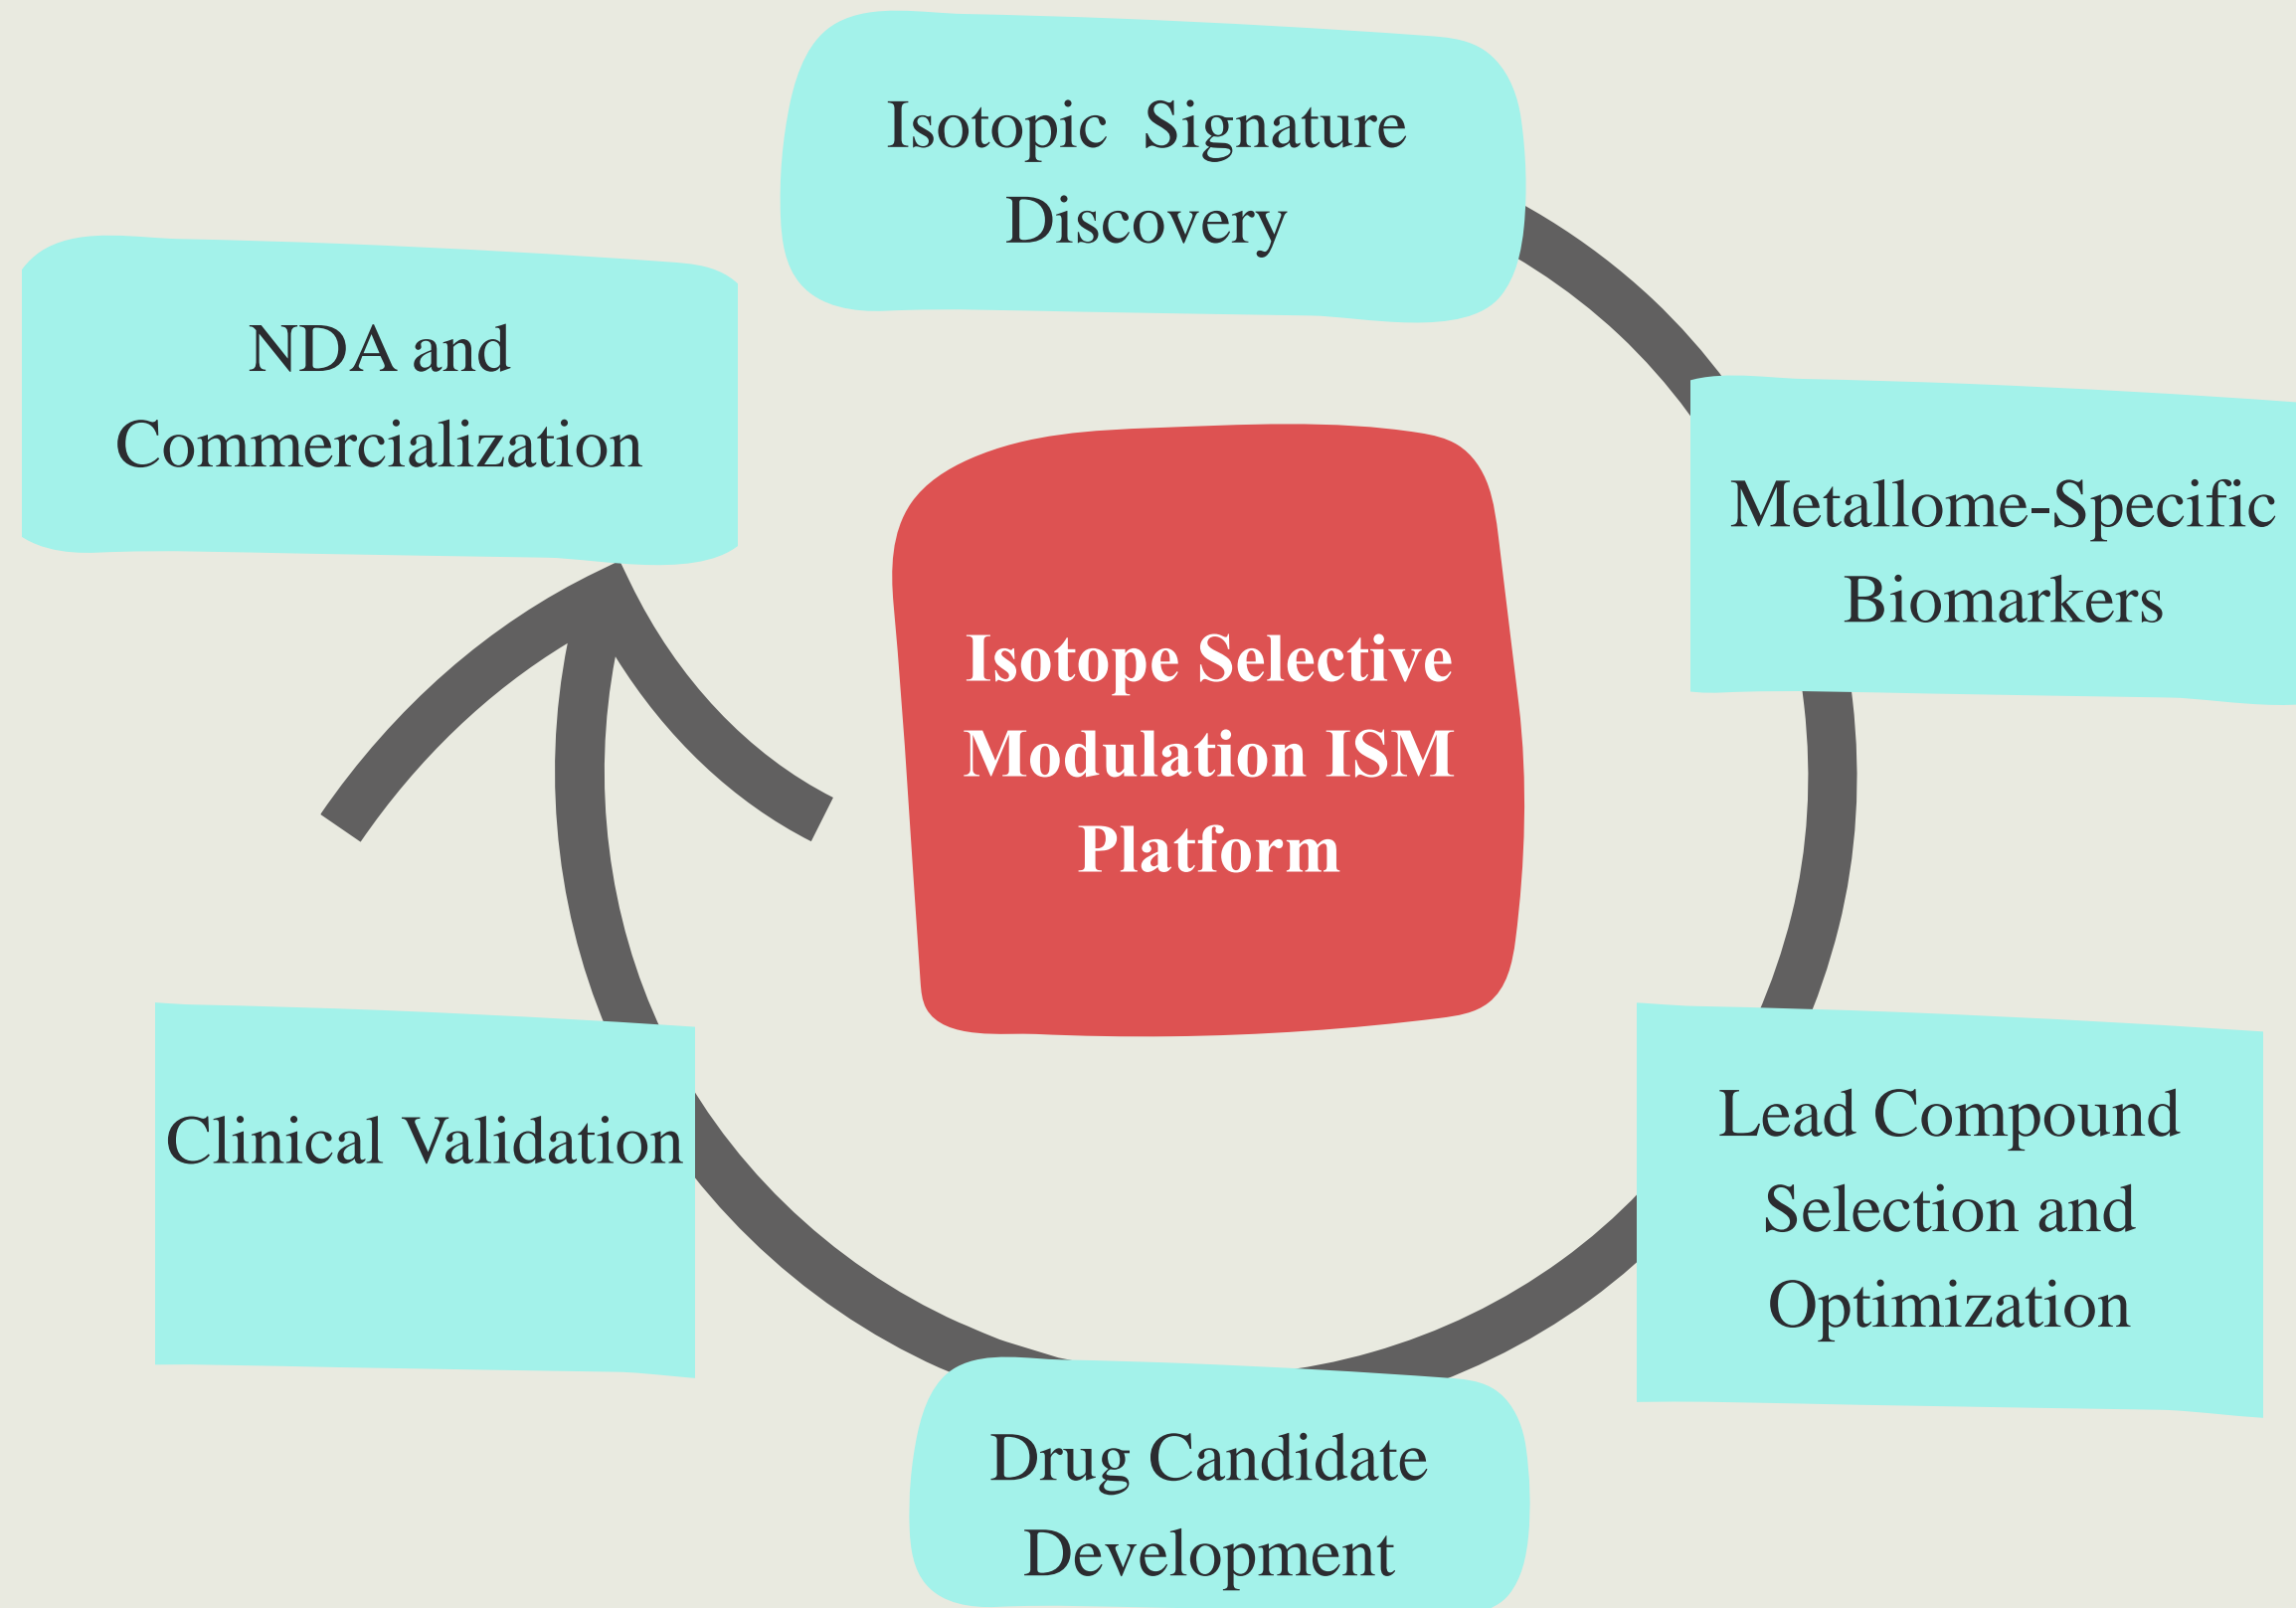 Isotopic Signature
Discovery
Metallome-Specific
Biomarkers
Lead Compound
Selection and
Optimization
Drug Candidate
Development
Clinical Validation
NDA and
Commercialization
Isotope Selective
Modulation ISM
Platform